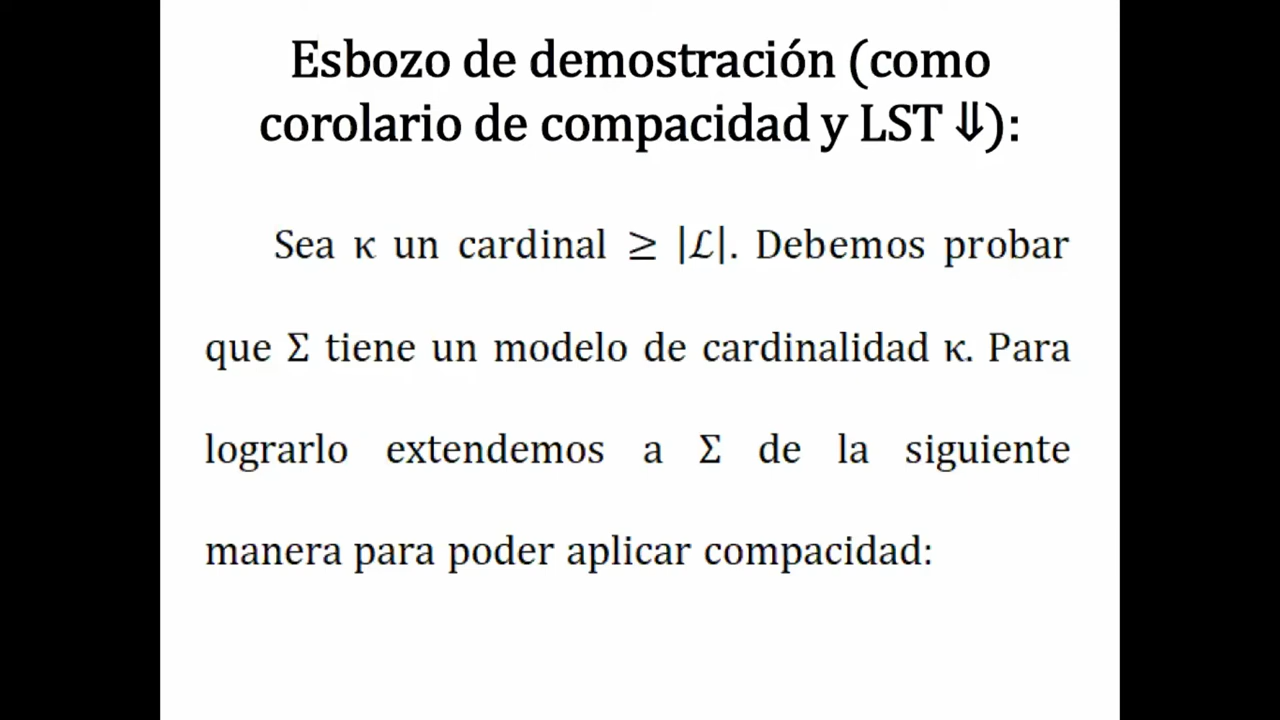 Esbozo de demostración (como
corolario de compacidad y LST ⇓):
Sea κ un cardinal ≥ |ℒ|. Debemos probar
que Σ tiene un modelo de cardinalidad κ. Para
lograrlo extendemos a Σ de la siguiente
manera para poder aplicar compacidad: